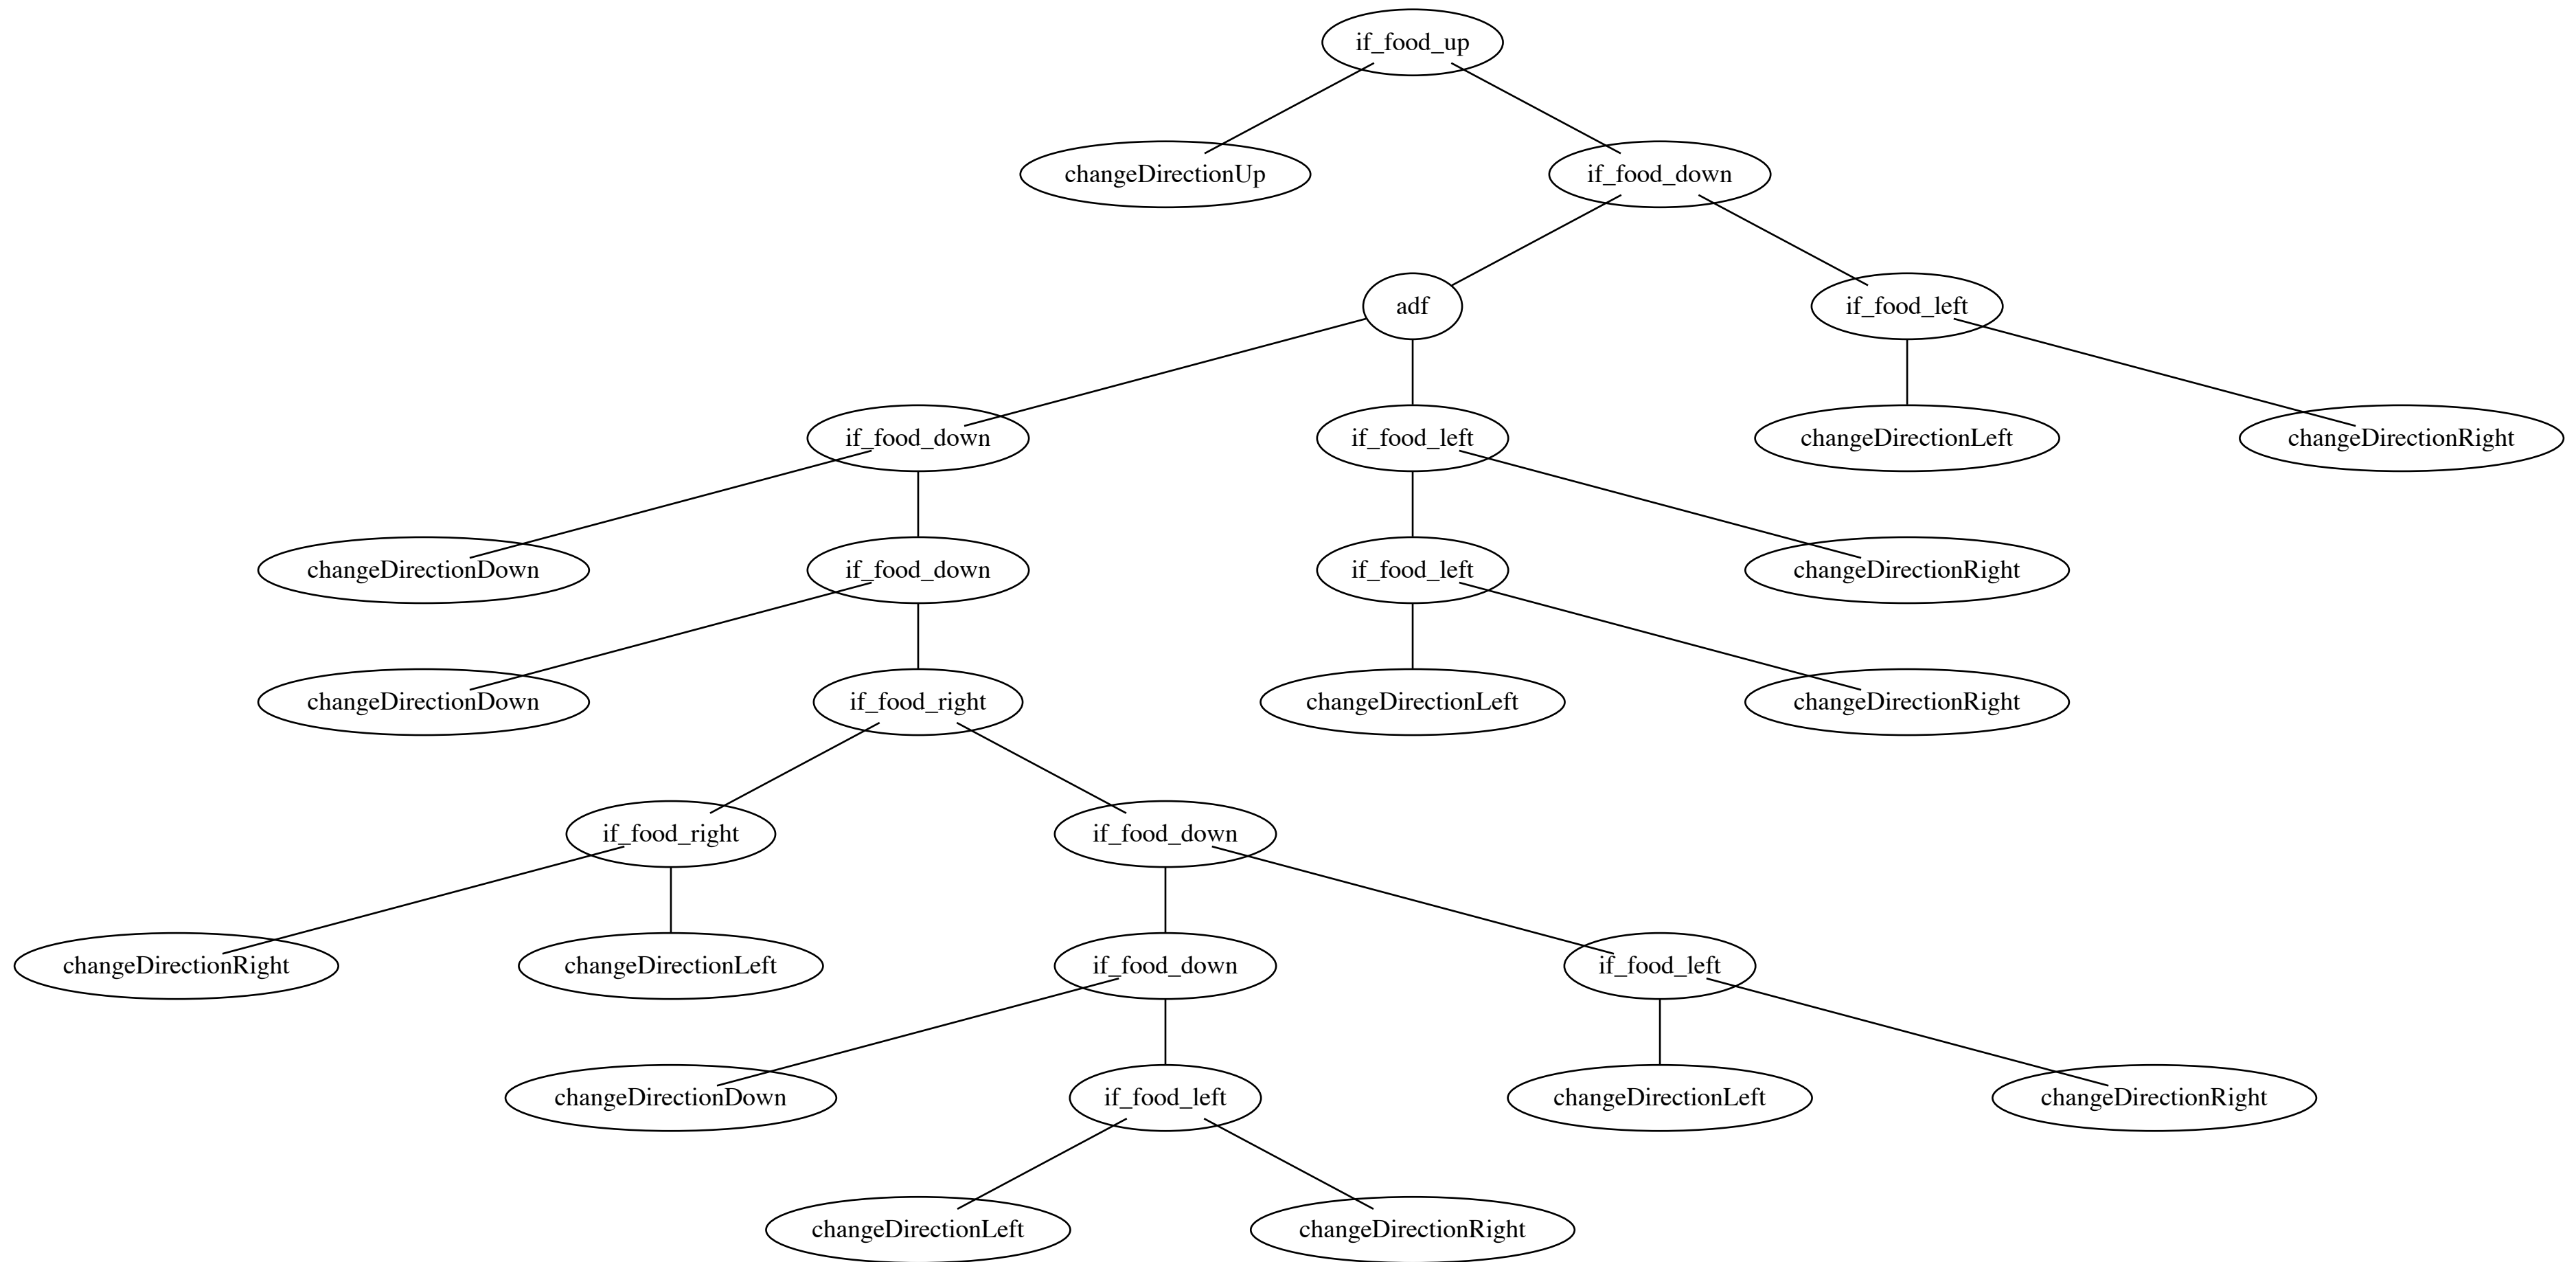 if_food_up
changeDirectionUp
if_food_down
adf
if_food_left
if_food_down
if_food_left
changeDirectionLeft
changeDirectionRight
changeDirectionDown
if_food_down
if_food_left
changeDirectionRight
changeDirectionDown
if_food_right
changeDirectionLeft
changeDirectionRight
if_food_right
if_food_down
changeDirectionRight
changeDirectionLeft
if_food_down
if_food_left
changeDirectionDown
if_food_left
changeDirectionLeft
changeDirectionRight
changeDirectionLeft
changeDirectionRight